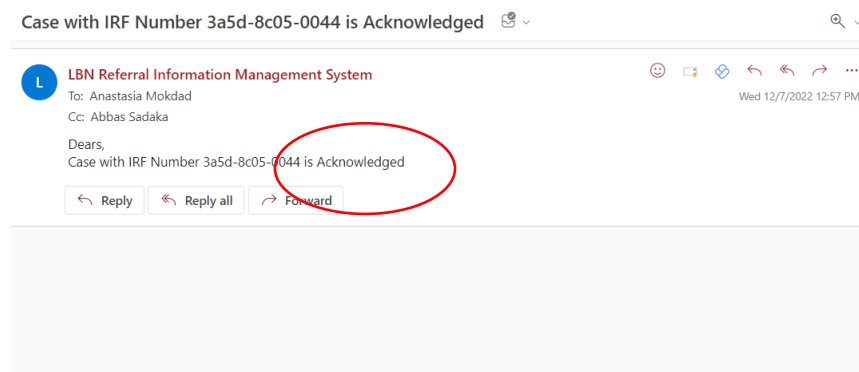 Case with IRF Number 3a5d-8c05-0044 is Acknowledged
L
LBN Referral Information Management System
To: Anastasia Mokdad
Wed 12/7/2022 12:57 PM
Cc: Abbas Sadaka
Dears,
Case with IRF Number 3a5d-8c05-0044 is Acknowledged
Reply
Reply all
Forward